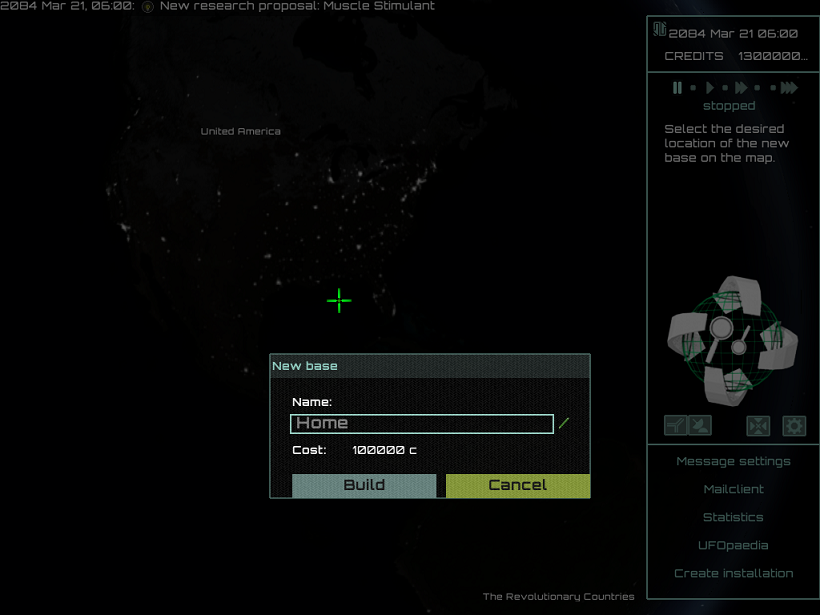 2084 Mar 21, 06:00: New research proposal: Muscle Stimulant
2084 Mar 21 06:00
CREDITS 1300000...
stopped
Select the desired
location of the new
base on the map.
United America
New base
Name:
Home
Cost: 100000 c
Build Cancel
Message settings
Mailclient
Statistics
UFOpaedia
Create installation
The Revolutionary Countries